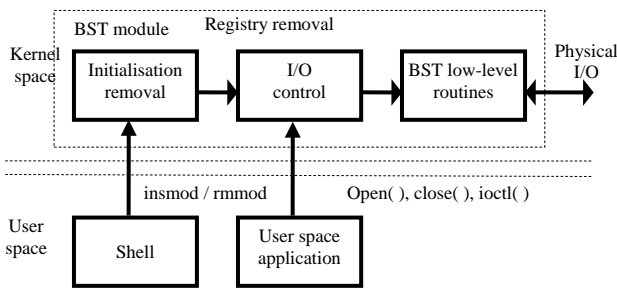 BST module
Registry removal
Kernel
space
Initialisation
removal
I/O
control
BST low-level
routines
Physical
I/O
insmod / rmmod
Open( ), close( ), ioctl( )
User
space
Shell
User space
application